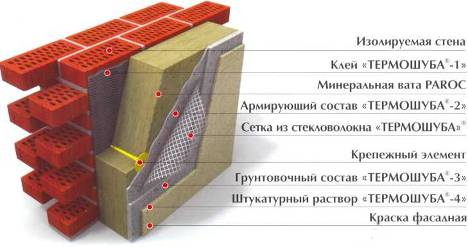 Изолируемая стена
Клей «ТЕРМОШУБА®-1»
Минеральная вата PAROC
Армирующий состав «ТЕРМОШУБА®-2»
Сетка из стекловолокна «ТЕРМОШУБА»®
Крепежный элемент
Грунтовочный состав «ТЕРМОШУБА®-3»
Штукатурный раствор «ТЕРМОШУБА®-4»
Краска фасадная